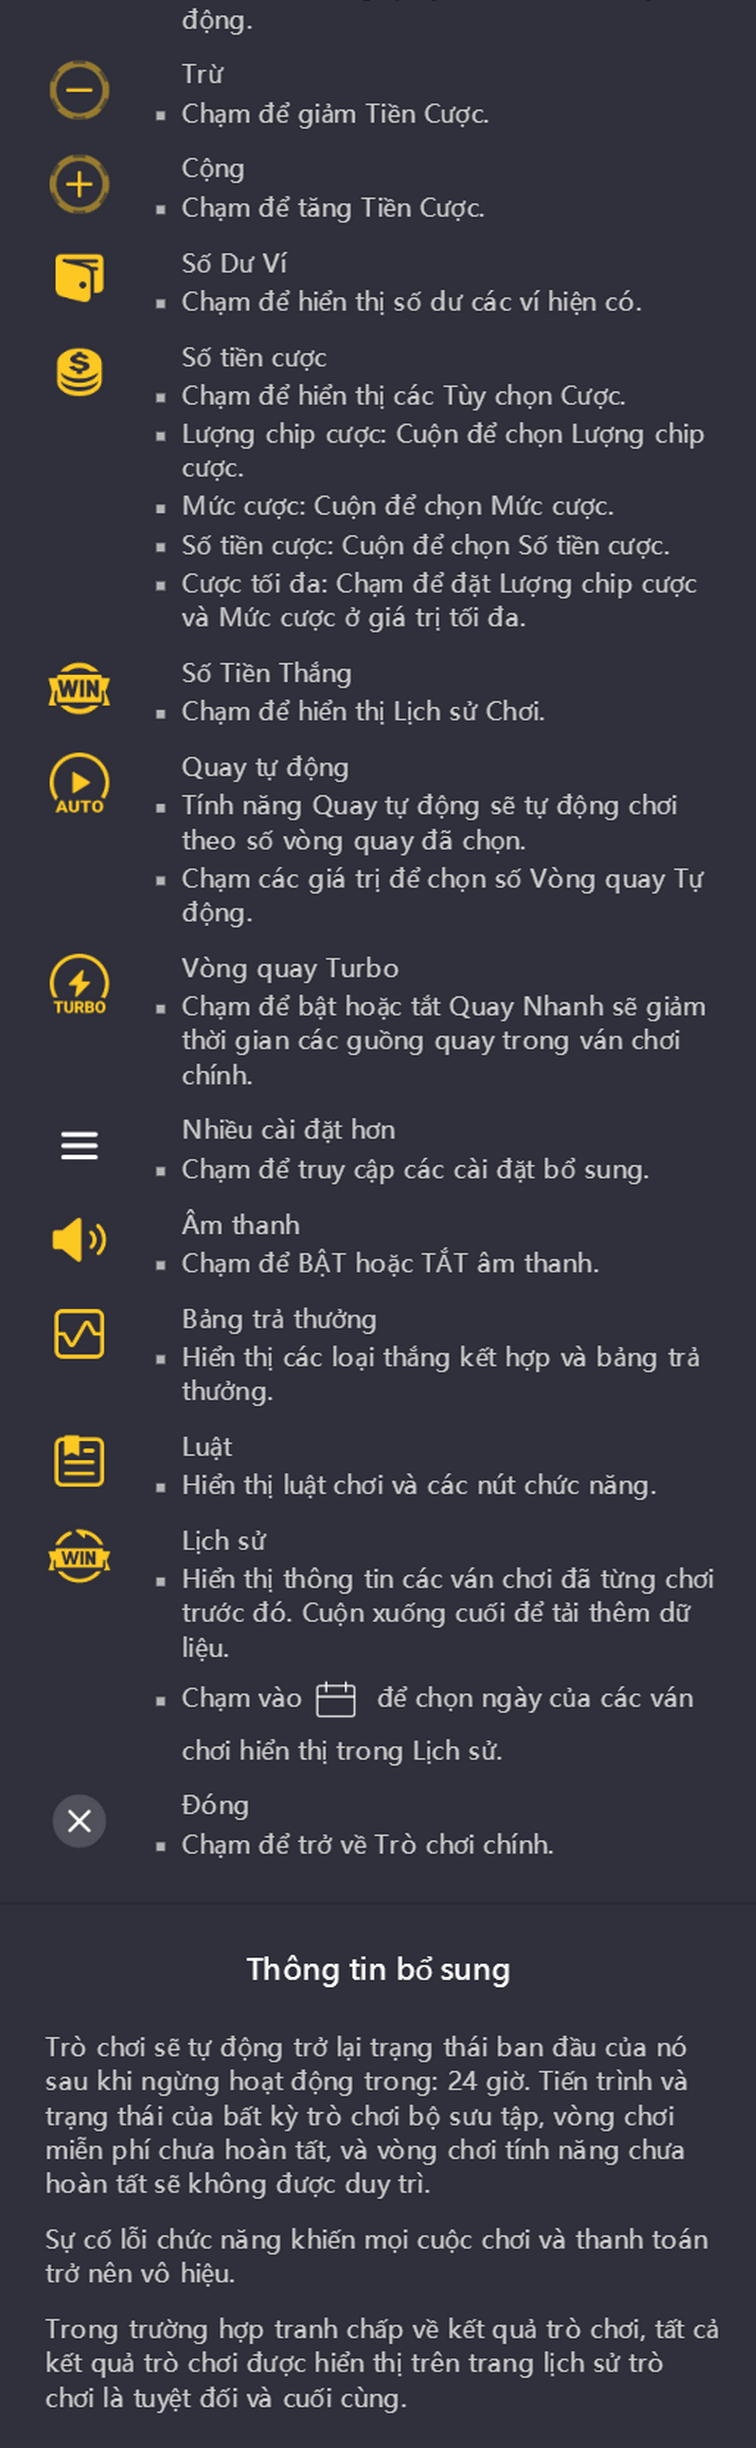 động.
Trừ
▪ Chạm để giảm Tiền Cược.
Cộng
▪ Chạm để tăng Tiền Cược.
Số Dư Ví
▪ Chạm để hiển thị số dư các ví hiện có.
Số tiền cược
▪ Chạm để hiển thị các Tùy chọn Cược.
▪ Lượng chip cược: Cuộn để chọn Lượng chip
cược.
▪ Mức cược: Cuộn để chọn Mức cược.
▪ Số tiền cược: Cuộn để chọn Số tiền cược.
▪ Cược tối đa: Chạm để đặt Lượng chip cược
và Mức cược ở giá trị tối đa.
WIN
Số Tiền Thắng
▪ Chạm để hiển thị Lịch sử Chơi.
AUTO
Quay tự động
▪ Tính năng Quay tự động sẽ tự động chơi
theo số vòng quay đã chọn.
▪ Chạm các giá trị để chọn số Vòng quay Tự
động.
TURBO
Vòng quay Turbo
▪ Chạm để bật hoặc tắt Quay Nhanh sẽ giảm
thời gian các guồng quay trong ván chơi
chính.
Nhiều cài đặt hơn
▪ Chạm để truy cập các cài đặt bổ sung.
Âm thanh
▪ Chạm để BẬT hoặc TẮT âm thanh.
Bảng trả thưởng
▪ Hiển thị các loại thắng kết hợp và bảng trả
thưởng.
Luật
▪ Hiển thị luật chơi và các nút chức năng.
WIN
Lịch sử
▪ Hiển thị thông tin các ván chơi đã từng chơi
trước đó. Cuộn xuống cuối để tải thêm dữ
liệu.
▪ Chạm vào để chọn ngày của các ván
chơi hiển thị trong Lịch sử.
Đóng
▪ Chạm để trở về Trò chơi chính.
Thông tin bổ sung
Trò chơi sẽ tự động trở lại trạng thái ban đầu của nó
sau khi ngừng hoạt động trong: 24 giờ. Tiến trình và
trạng thái của bất kỳ trò chơi bộ sưu tập, vòng chơi
miễn phí chưa hoàn tất, và vòng chơi tính năng chưa
hoàn tất sẽ không được duy trì.
Sự cố lỗi chức năng khiến mọi cuộc chơi và thanh toán
trở nên vô hiệu.
Trong trường hợp tranh chấp về kết quả trò chơi, tất cả
kết quả trò chơi được hiển thị trên trang lịch sử trò
chơi là tuyệt đối và cuối cùng.